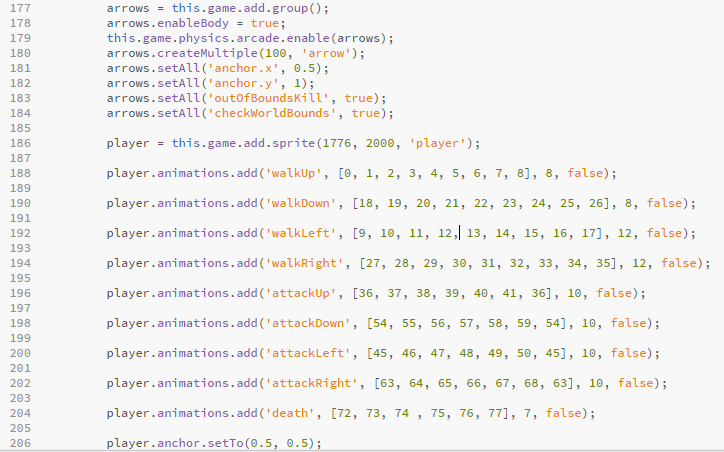 177 arrows = this.game.add.group();
178 arrows.enableBody = true;
179 this.game.physics.arcade.enable(arrows);
180 arrows.createMultiple(100, 'arrow');
181 arrows.setAll('anchor.x', 0.5);
182 arrows.setAll('anchor.y', 1);
183 arrows.setAll('outOfBoundsKill', true);
184 arrows.setAll('checkWorldBounds', true);
185
186 player = this.game.add.sprite(1776, 2000, 'player');
187
188 player.animations.add('walkUp', [0, 1, 2, 3, 4, 5, 6, 7, 8], 8, false);
189
190 player.animations.add('walkDown', [18, 19, 20, 21, 22, 23, 24, 25, 26], 8, false);
191
192 player.animations.add('walkLeft', [9, 10, 11, 12, 13, 14, 15, 16, 17], 12, false);
193
194 player.animations.add('walkRight', [27, 28, 29, 30, 31, 32, 33, 34, 35], 12, false);
195
196 player.animations.add('attackUp', [36, 37, 38, 39, 40, 41, 36], 10, false);
197
198 player.animations.add('attackDown', [54, 55, 56, 57, 58, 59, 54], 10, false);
199
200 player.animations.add('attackLeft', [45, 46, 47, 48, 49, 50, 45], 10, false);
201
202 player.animations.add('attackRight', [63, 64, 65, 66, 67, 68, 63], 10, false);
203
204 player.animations.add('death', [72, 73, 74 , 75, 76, 77], 7, false);
205
206 player.anchor.setTo(0.5, 0.5);